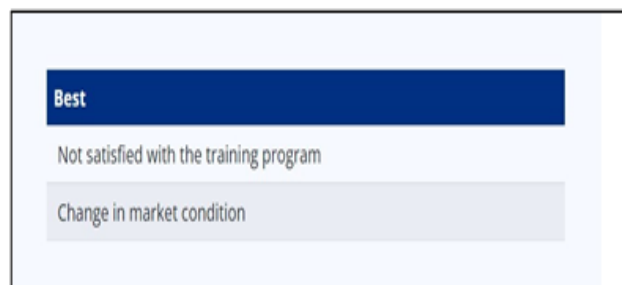 Best
Not satisfied with the training program
Change in market condition